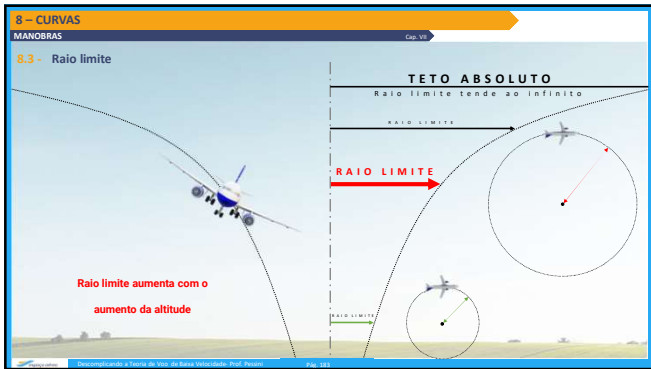 8 – CURVAS
MANOBRAS
Cap. VII
8.3 - Raio limite
TETO ABSOLUTO
Raio limite tende ao infinito
RAIO LIMITE
RAIO LIMITE
Raio limite aumenta com o
aumento da altitude
RAIO LIMITE
Descomplicando a Teoria de Voo de Baixa Velocidade- Prof. Pessini
Pág. 183